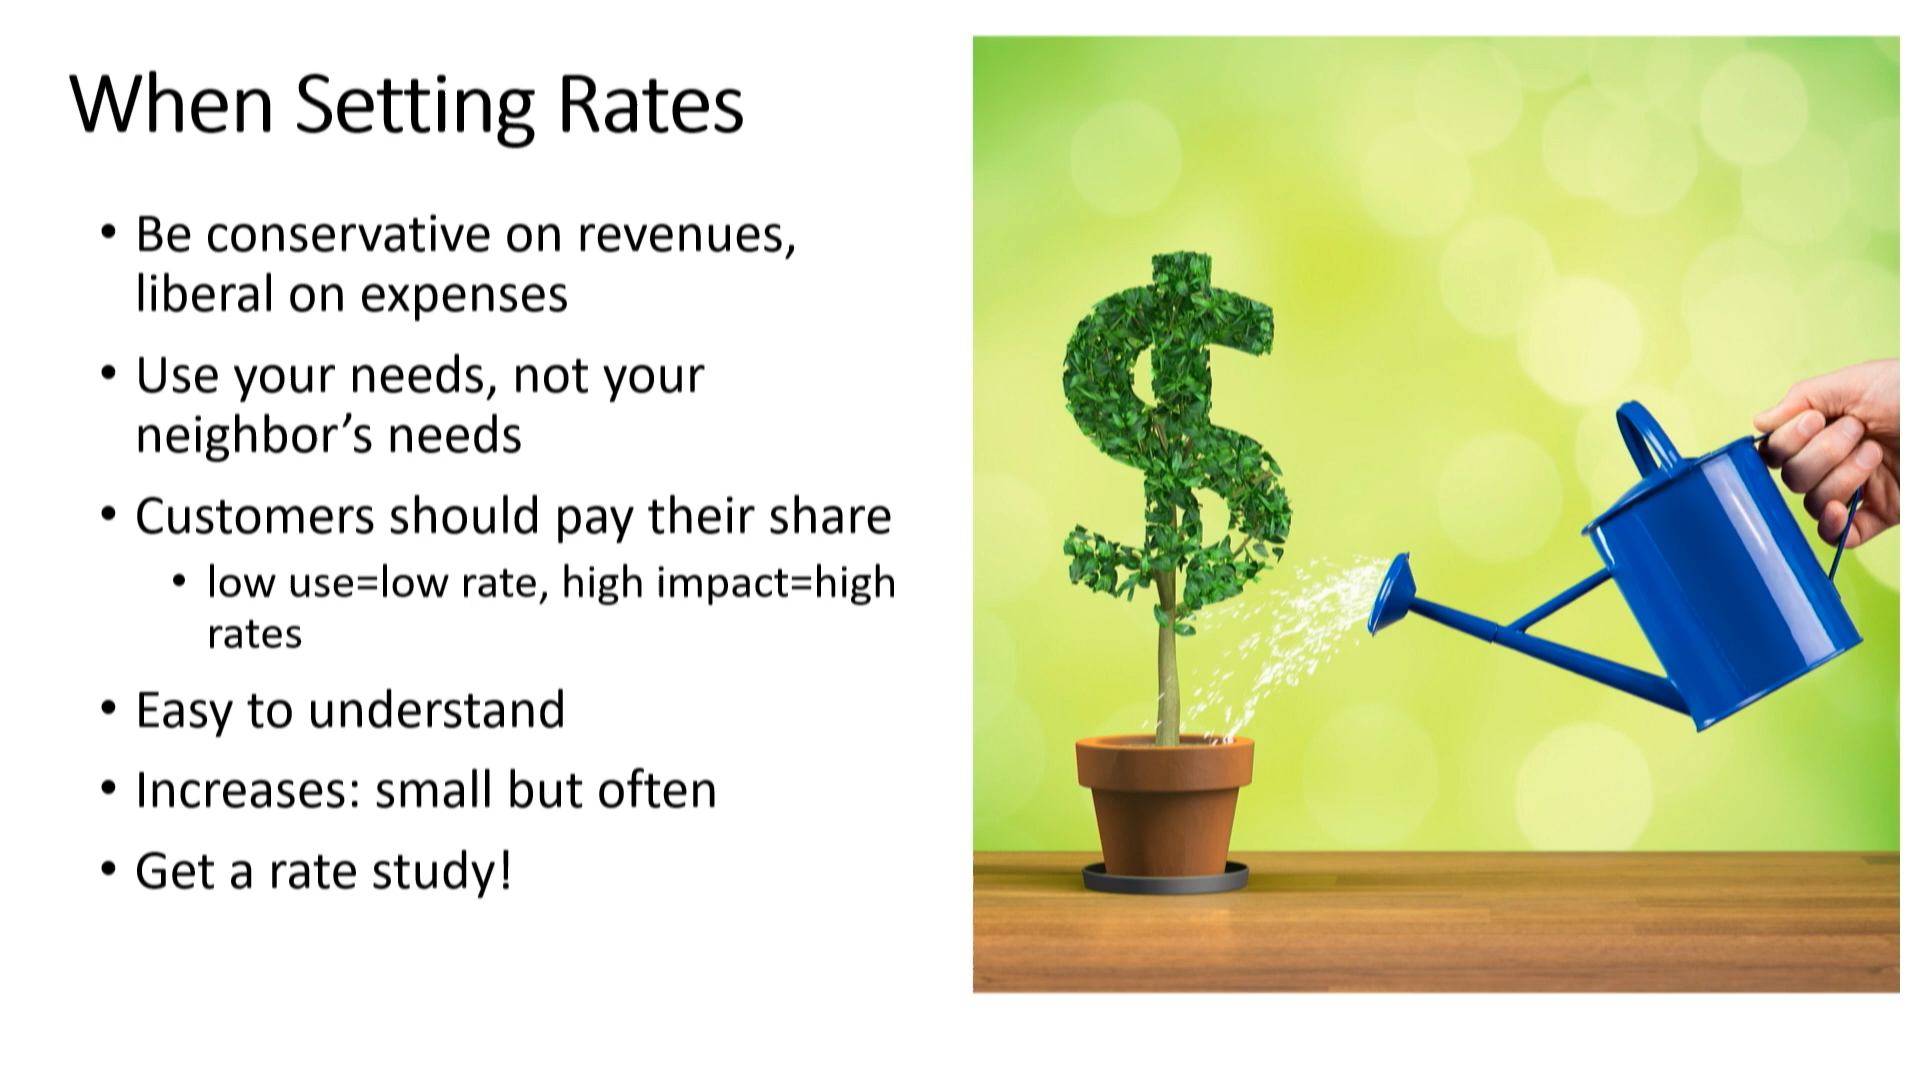 When Setting Rates
• Be conservative on revenues,
liberal on expenses
• Use your needs, not your
neighbor’s needs
• Customers should pay their share
• low use=low rate, high impact=high
rates
• Easy to understand
• Increases: small but often
• Get a rate study!